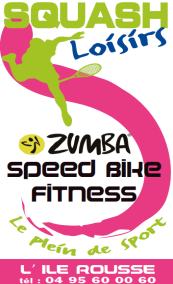 SQUASH
Loisirs
ZUMBA®
SPEED BIKE
FITNESS
Le plein de sport
L' ILE ROUSSE
tél : 04 95 60 00 60